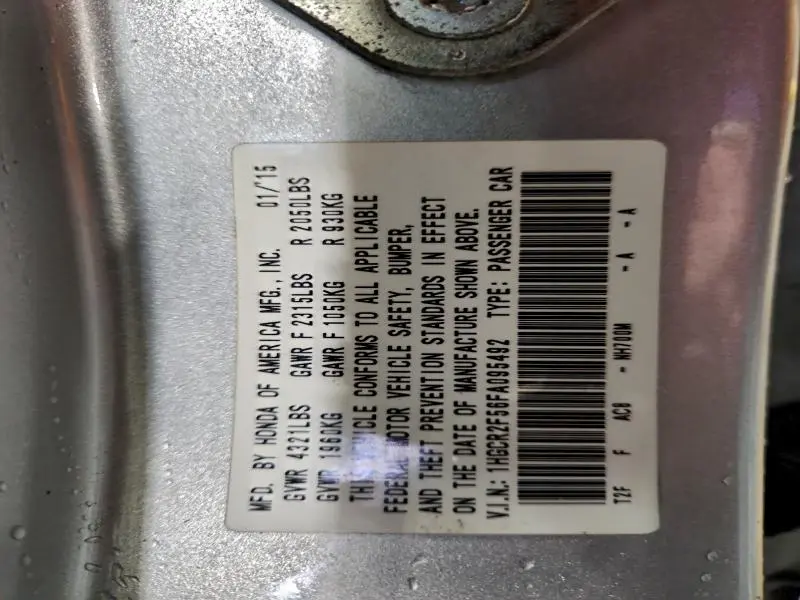 MFD. BY HONDA OF AMERICA MFG., INC. 01/'15
GVWR 4321LBS GAWR F 2315LBS R 2050LBS
GVWR 1960KG GAWR F 1050KG R 930KG
THIS VEHICLE CONFORMS TO ALL APPLICABLE
FEDERAL MOTOR VEHICLE SAFETY, BUMPER,
AND THEFT PREVENTION STANDARDS IN EFFECT
ON THE DATE OF MANUFACTURE SHOWN ABOVE.
V.I.N.: 1HGCR2F56FA095492 TYPE: PASSENGER CAR
T2F F AC8 - NH700M - A - A